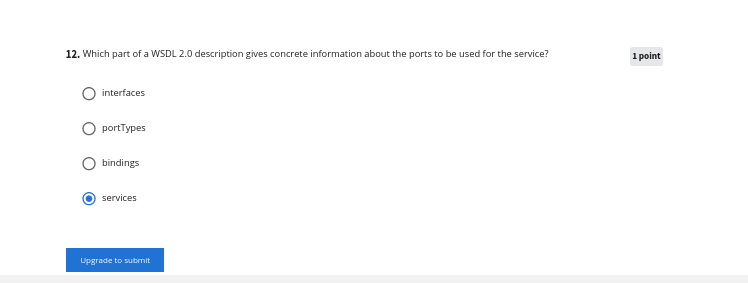 12. Which part of a WSDL 2.0 description gives concrete information about the ports to be used for the service?
1 point
interfaces
portTypes
bindings
services
Upgrade to submit